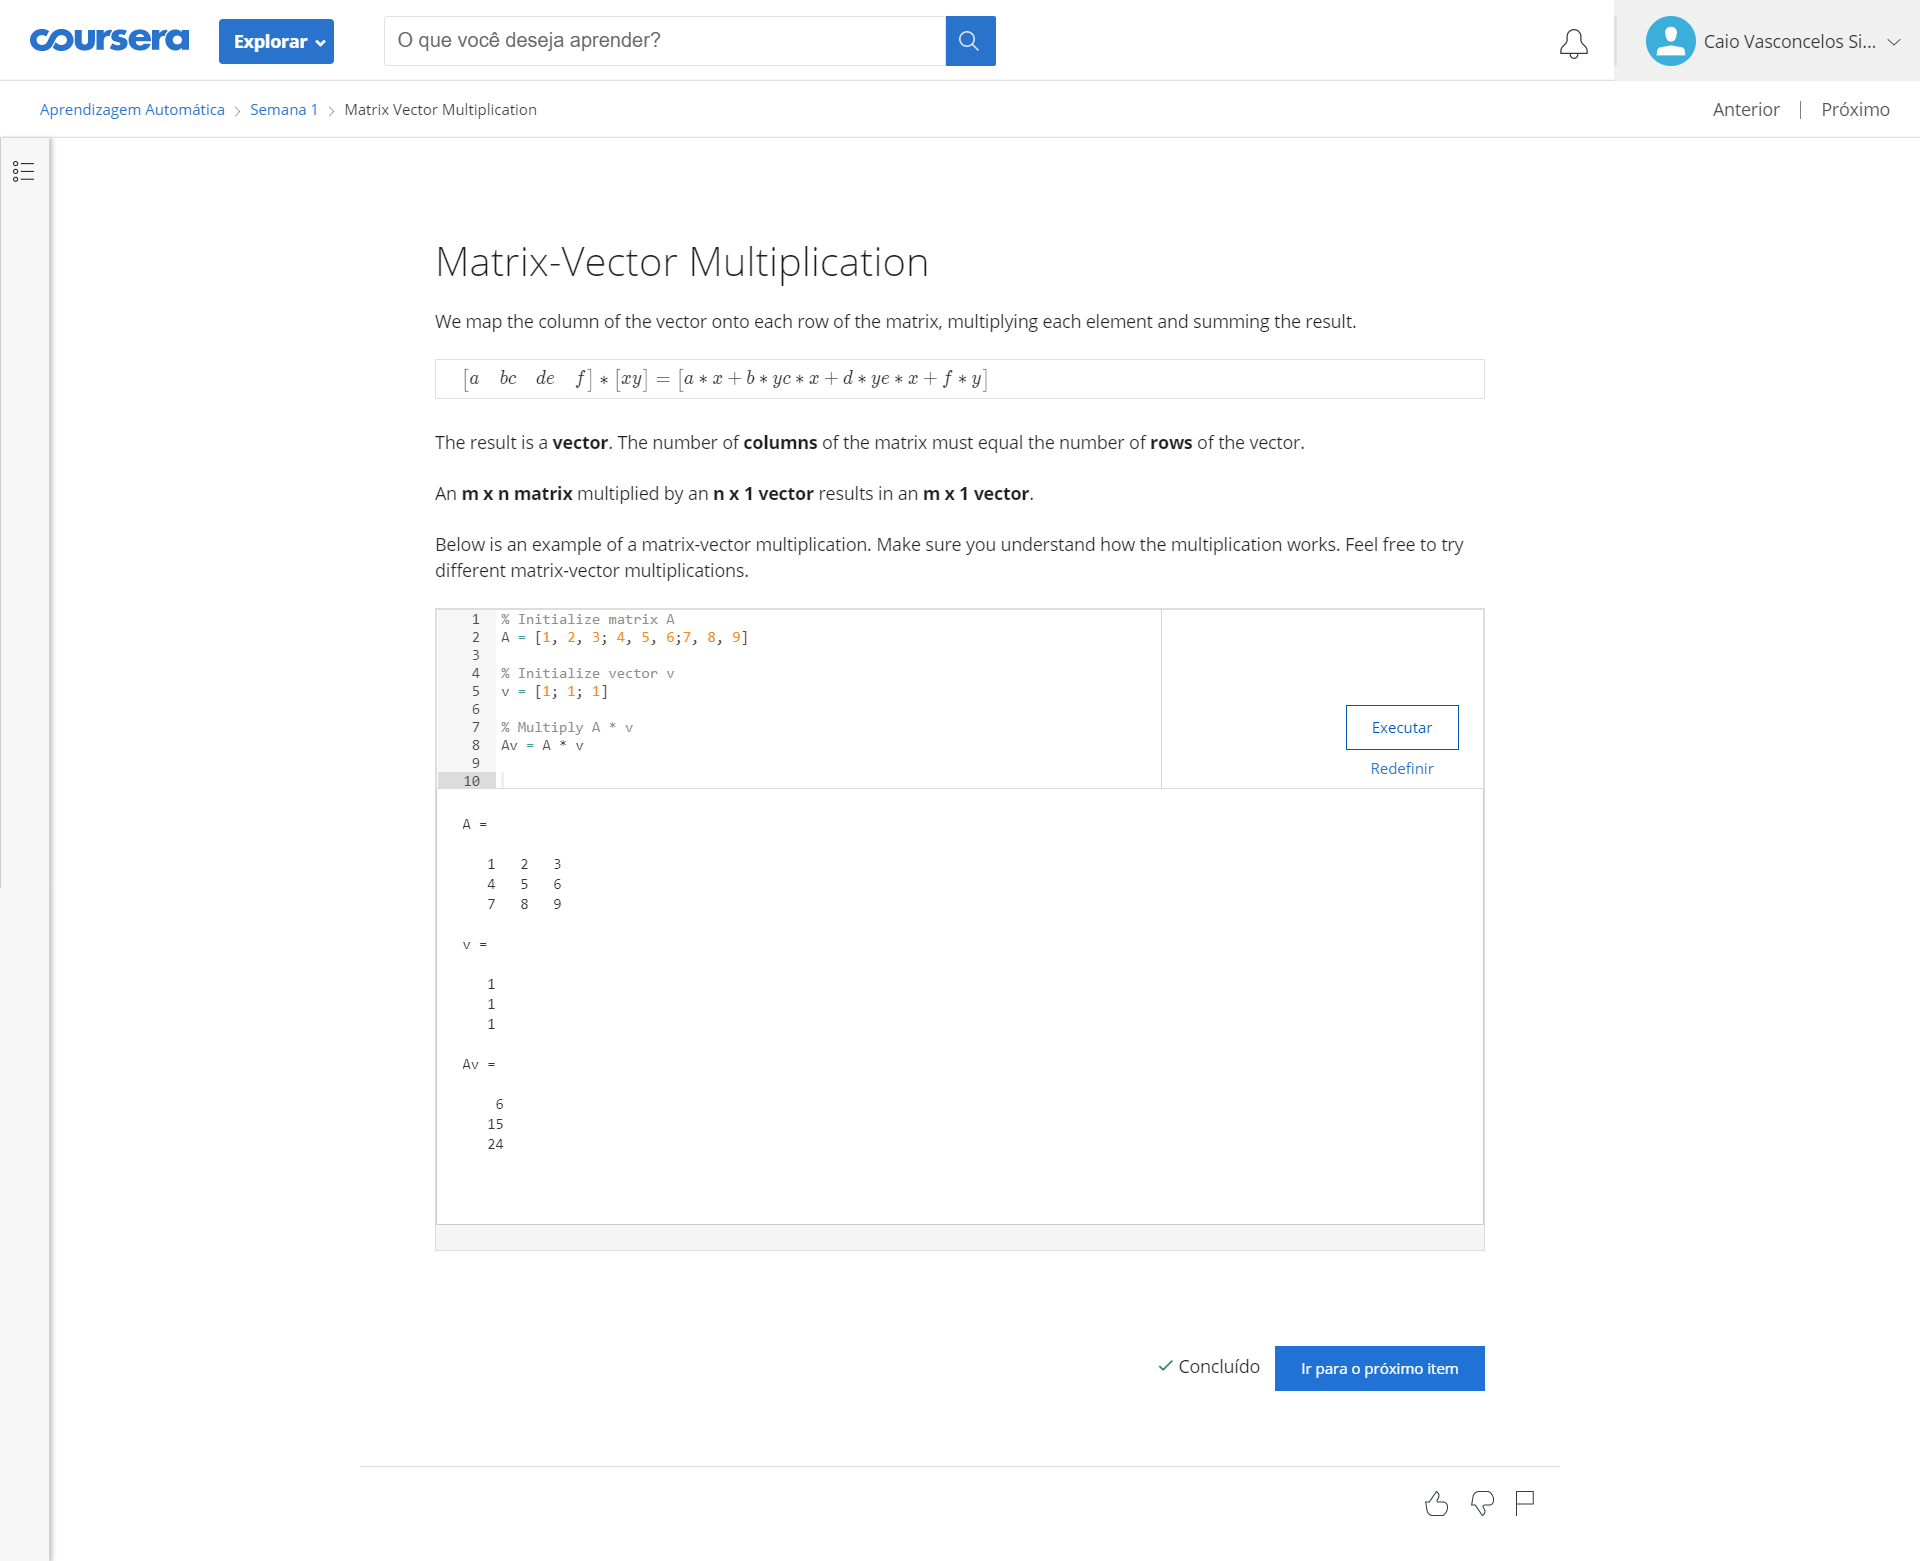 coursera
Explorar
O que você deseja aprender?
Caio Vasconcelos Si...
Aprendizagem Automática > Semana 1 > Matrix Vector Multiplication
Anterior | Próximo
Matrix-Vector Multiplication
We map the column of the vector onto each row of the matrix, multiplying each element and summing the result.
[a bc de f] ∗ [xy] = [a ∗ x + b ∗ yc ∗ x + d ∗ ye ∗ x + f ∗ y]
The result is a vector. The number of columns of the matrix must equal the number of rows of the vector.
An m x n matrix multiplied by an n x 1 vector results in an m x 1 vector.
Below is an example of a matrix-vector multiplication. Make sure you understand how the multiplication works. Feel free to try
different matrix-vector multiplications.
1 % Initialize matrix A
2 A = [1, 2, 3; 4, 5, 6;7, 8, 9]
3
4 % Initialize vector v
5 v = [1; 1; 1]
6
7 % Multiply A * v
8 Av = A * v
9
10
Executar
Redefinir
A =
1 2 3
4 5 6
7 8 9
v =
1
1
1
Av =
6
15
24
Concluído
Ir para o próximo item